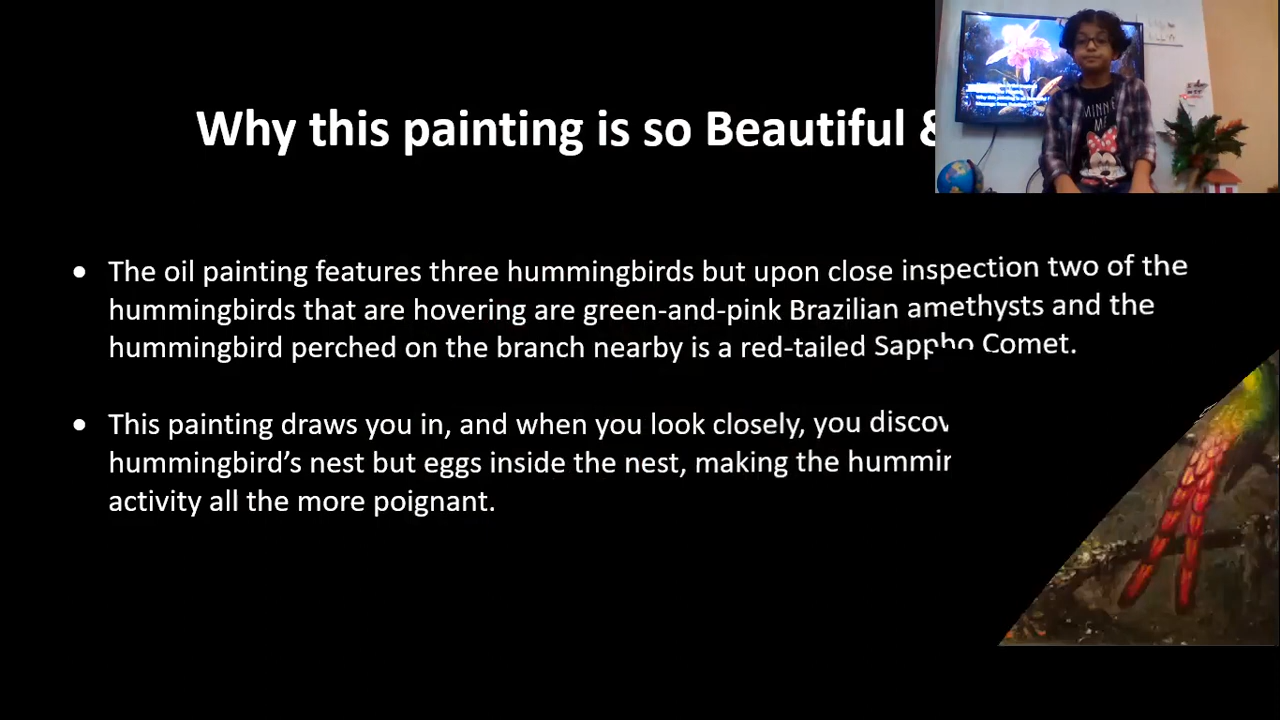 Why this painting is so Beautiful &
• The oil painting features three hummingbirds but upon close inspection two of the
hummingbirds that are hovering are green-and-pink Brazilian amethysts and the
hummingbird perched on the branch nearby is a red-tailed Sappho Comet.
• This painting draws you in, and when you look closely, you discov
hummingbird’s nest but eggs inside the nest, making the hummin
activity all the more poignant.
MINNIE